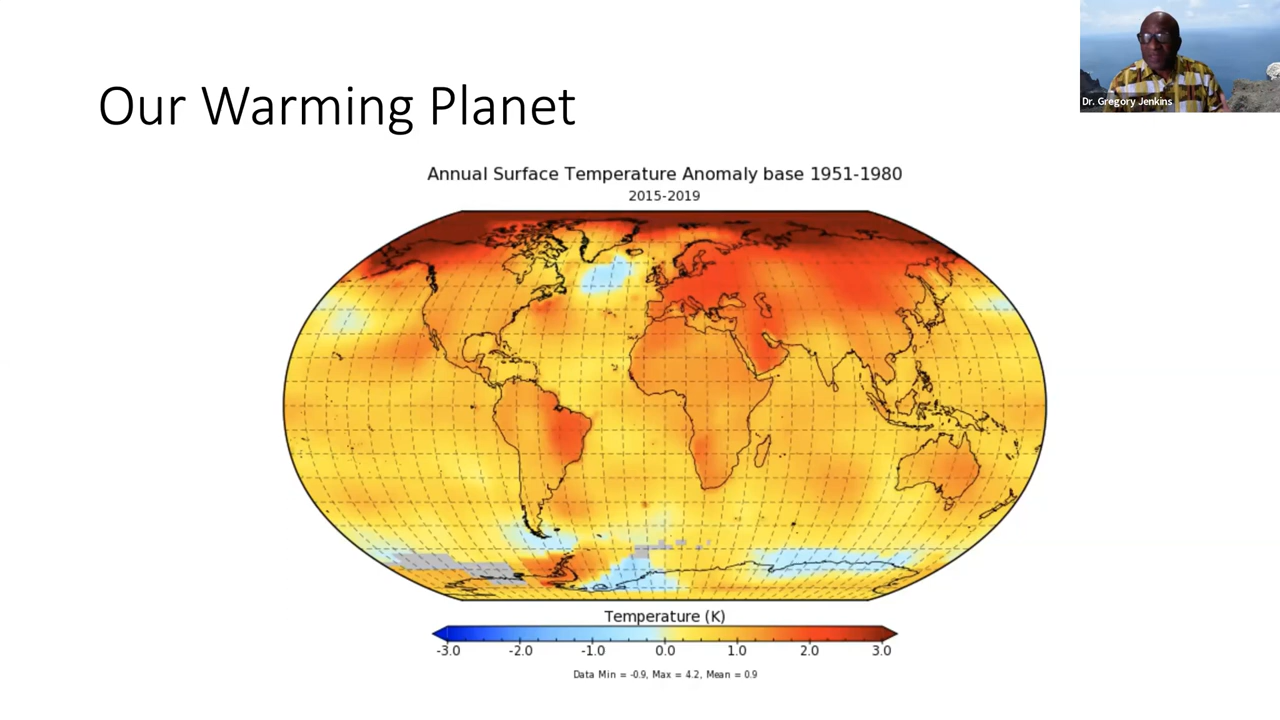 Our Warming Planet
Dr. Gregory Jenkins
Annual Surface Temperature Anomaly base 1951-1980
2015-2019
Temperature (K)
-3.0 -2.0 -1.0 0.0 1.0 2.0 3.0
Data Min = -0.9, Max = 4.2, Mean = 0.9